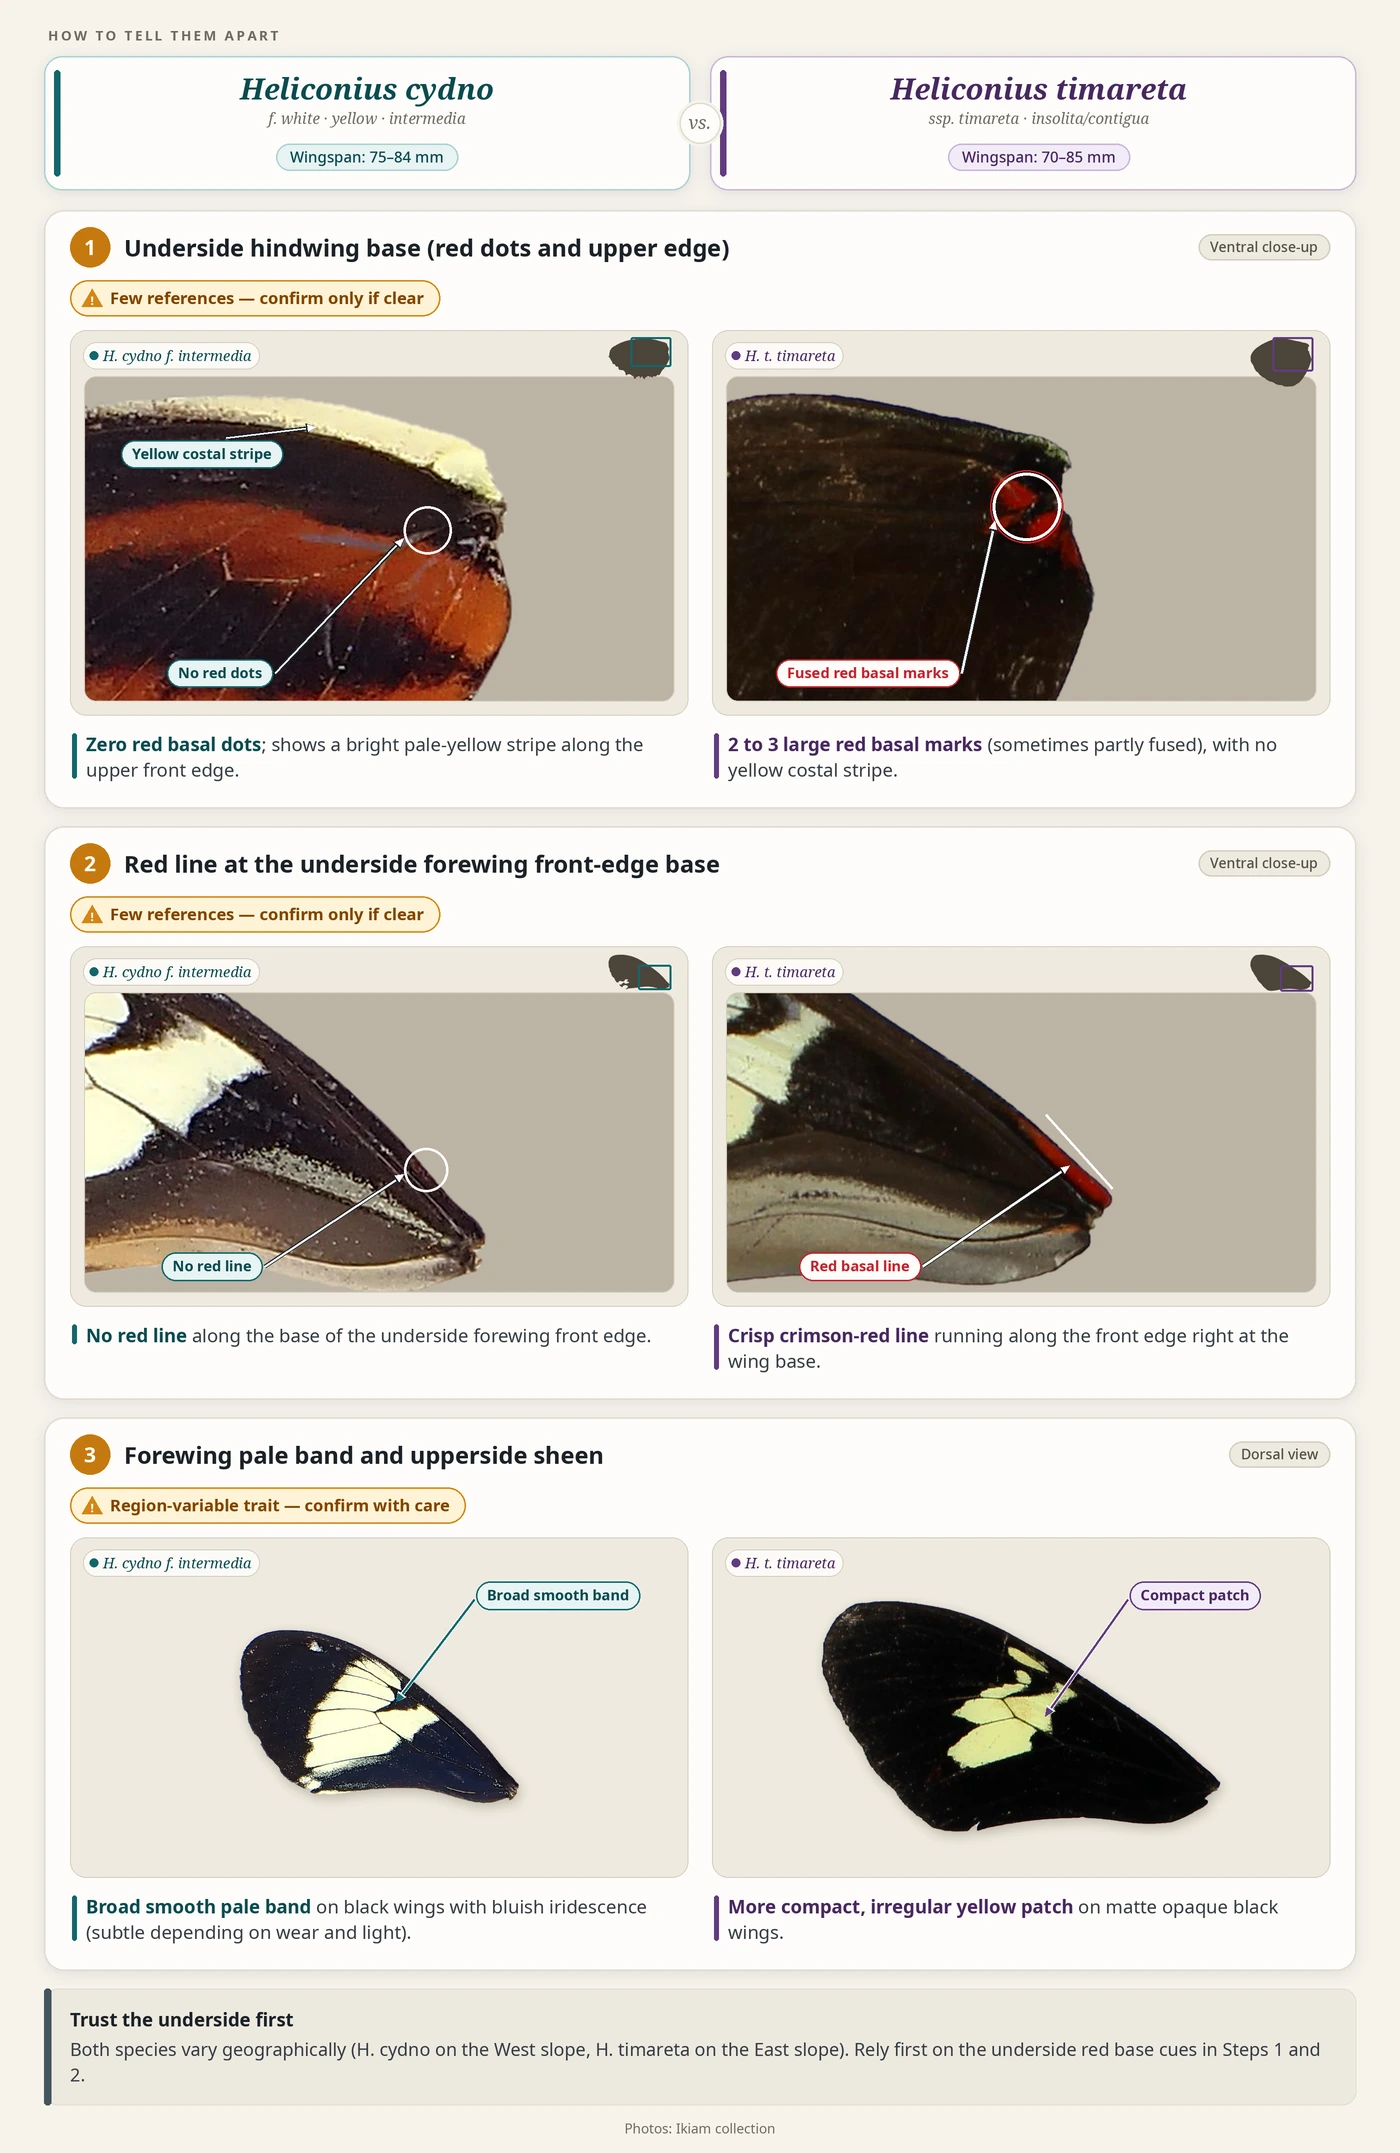 HOW TO TELL THEM APART
Heliconius cydno
f. white · yellow · intermedia
Wingspan: 75–84 mm
vs.
Heliconius timareta
ssp. timareta · insolita/contigua
Wingspan: 70–85 mm
1 Underside hindwing base (red dots and upper edge)
Ventral close-up
Few references — confirm only if clear
H. cydno f. intermedia
Yellow costal stripe
No red dots
H. t. timareta
Fused red basal marks
Zero red basal dots; shows a bright pale-yellow stripe along the
upper front edge.
2 to 3 large red basal marks (sometimes partly fused), with no
yellow costal stripe.
2 Red line at the underside forewing front-edge base
Ventral close-up
Few references — confirm only if clear
H. cydno f. intermedia
No red line
H. t. timareta
Red basal line
No red line along the base of the underside forewing front edge.
Crisp crimson-red line running along the front edge right at the
wing base.
3 Forewing pale band and upperside sheen
Dorsal view
Region-variable trait — confirm with care
H. cydno f. intermedia
Broad smooth band
H. t. timareta
Compact patch
Broad smooth pale band on black wings with bluish iridescence
(subtle depending on wear and light).
More compact, irregular yellow patch on matte opaque black
wings.
Trust the underside first
Both species vary geographically (H. cydno on the West slope, H. timareta on the East slope). Rely first on the underside red base cues in Steps 1 and
2.
Photos: Ikiam collection